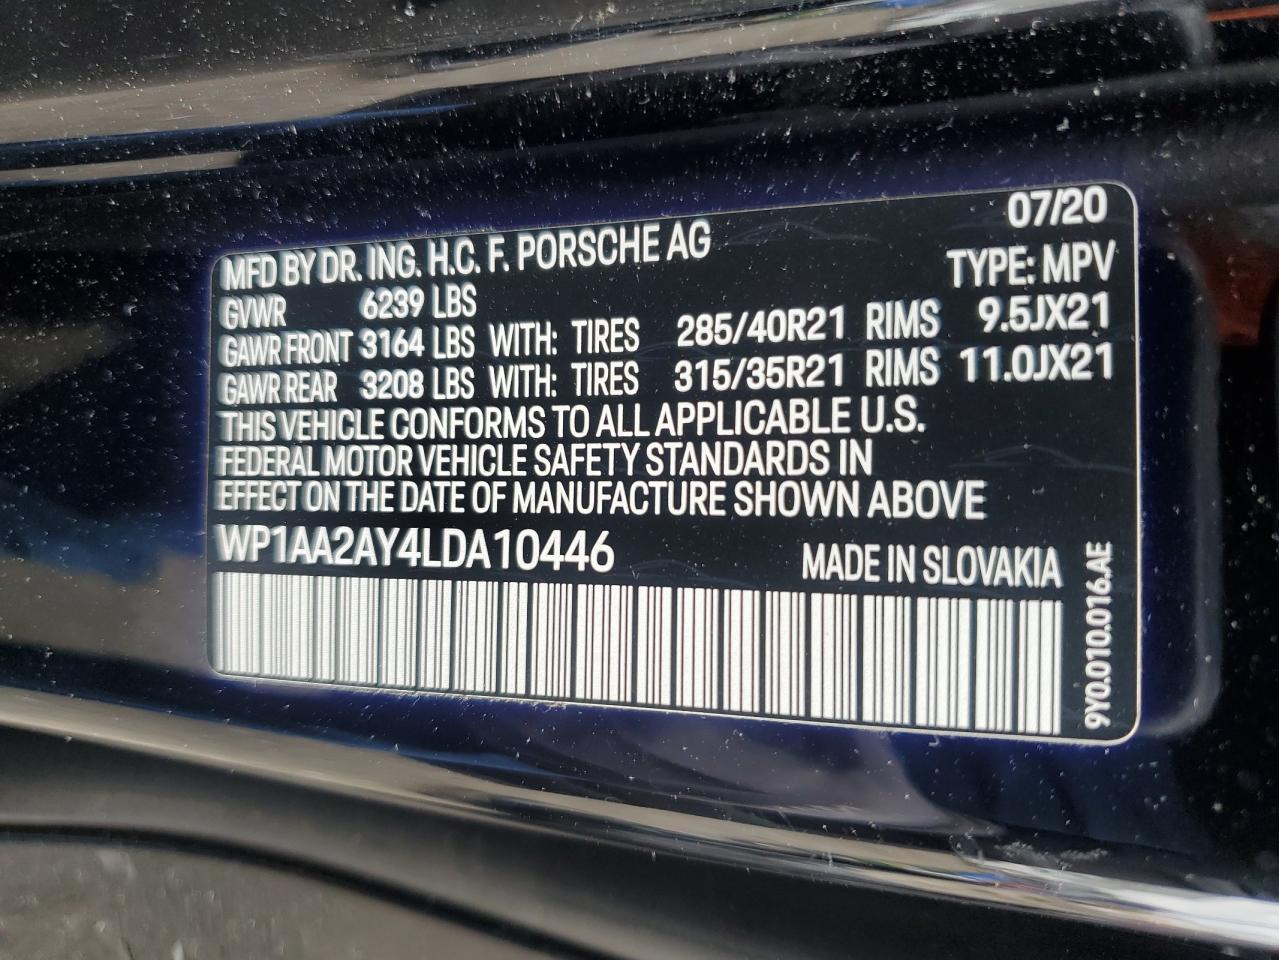 07/20
MFD BY DR. ING. H.C. F. PORSCHE AG TYPE: MPV
GVWR 6239 LBS
GAWR FRONT 3164 LBS WITH: TIRES 285/40R21 RIMS 9.5JX21
GAWR REAR 3208 LBS WITH: TIRES 315/35R21 RIMS 11.0JX21
THIS VEHICLE CONFORMS TO ALL APPLICABLE U.S.
FEDERAL MOTOR VEHICLE SAFETY STANDARDS IN
EFFECT ON THE DATE OF MANUFACTURE SHOWN ABOVE
WP1AA2AY4LDA10446 MADE IN SLOVAKIA
9Y0.010.016.AE